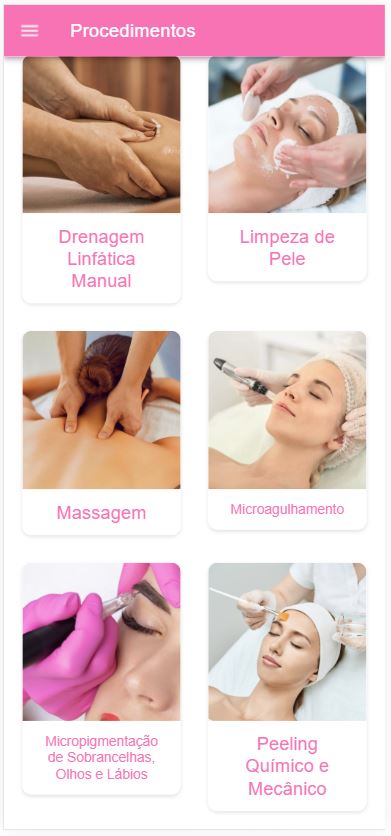 Procedimentos
Drenagem
Linfática
Manual
Limpeza de
Pele
Massagem
Microagulhamento
Micropigmentação
de Sobrancelhas,
Olhos e Lábios
Peeling
Químico e
Mecânico